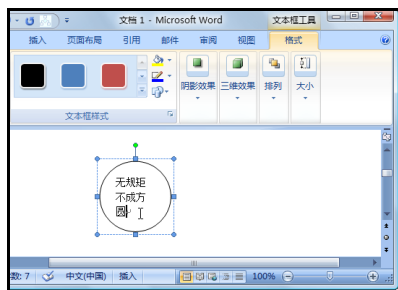 文档 1 - Microsoft Word
文本框工具
插入 页面布局 引用 邮件 审阅 视图 格式
阴影效果 三维效果 排列 大小
文本框样式
无规矩
不成方
圆
数: 7 中文(中国) 插入 100%